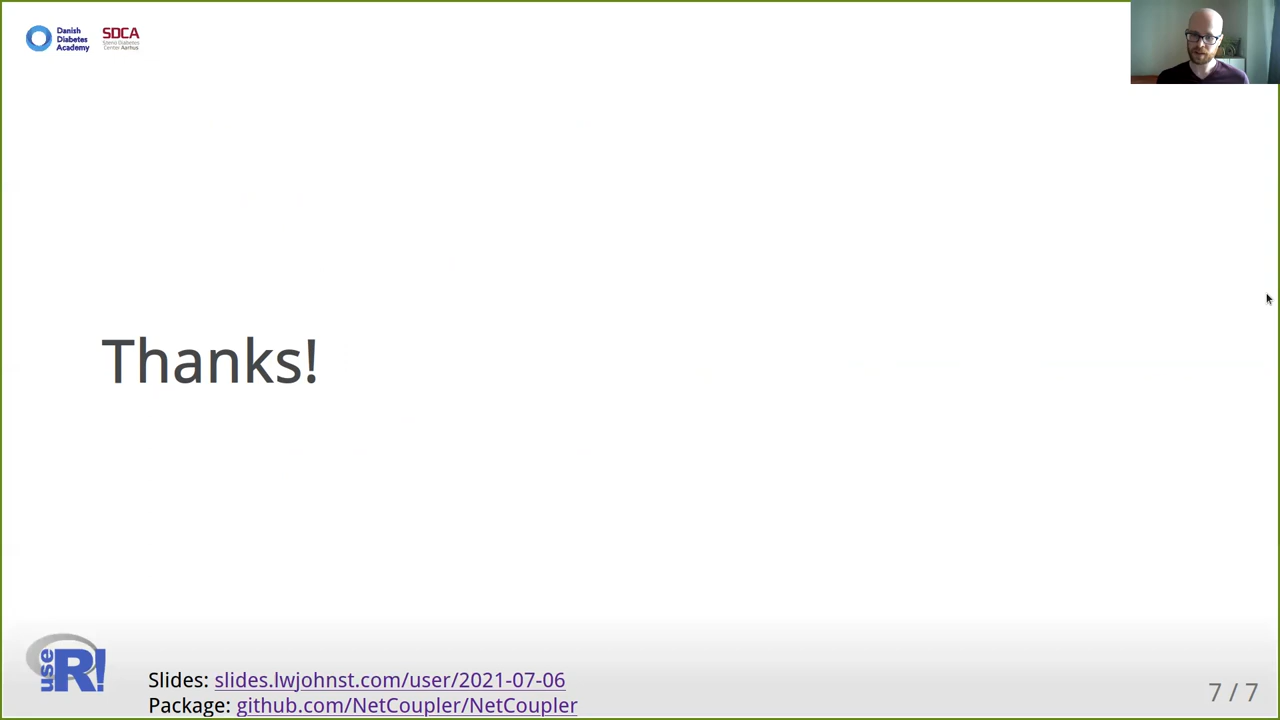 Danish
Diabetes
Academy
SDCA
Steno Diabetes
Center Aarhus
Thanks!
use R!
Slides: slides.lwjohnst.com/user/2021-07-06
Package: github.com/NetCoupler/NetCoupler
7 / 7